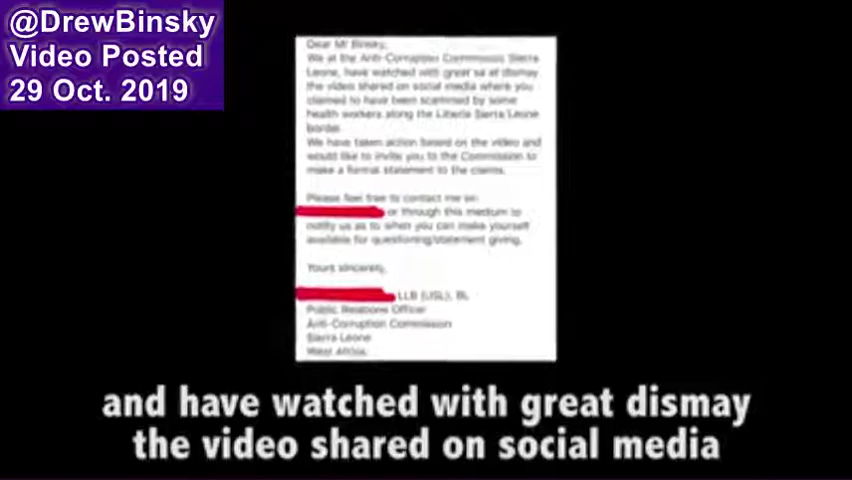 @DrewBinsky
Video Posted
29 Oct. 2019
Dear Mr Binsky,
We at the Anti-Corruption Commission Sierra
Leone, have watched with great sa at dismay
the video shared on social media where you
claimed to have been scammed by some
health workers along the Liberia Sierra Leone
border.
We have taken action based on the video and
would like to invite you to the Commission to
make a formal statement to the claims.
Please feel free to contact me on
or through this medium to
notify us as to when you can make yourself
available for questioning/statement giving.
Yours sincerely,
LLB (USL), BL
Public Relations Officer
Anti-Corruption Commission
Sierra Leone
West Africa.
and have watched with great dismay
the video shared on social media